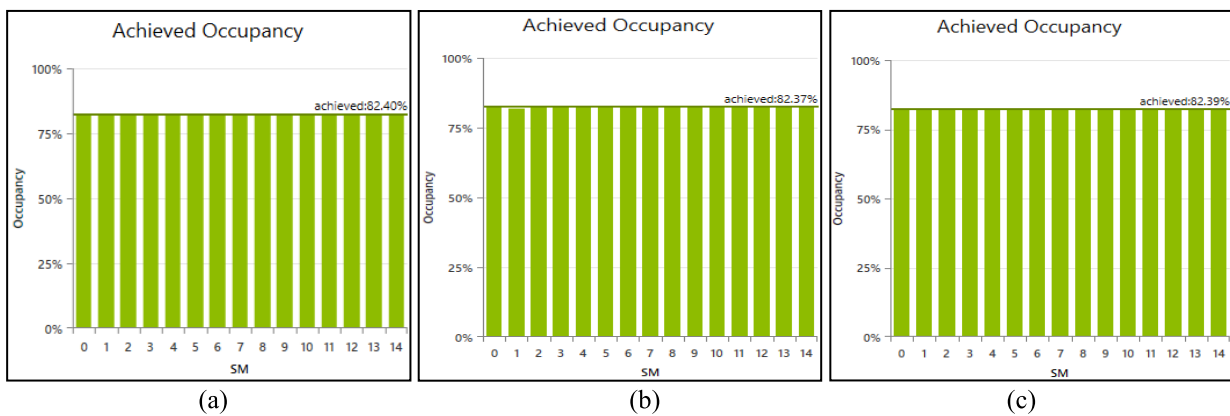 Achieved Occupancy
100%
achieved:82.40%
75%
Occupancy
50%
25%
0%
0 1 2 3 4 5 6 7 8 9 10 11 12 13 14
SM
(a)
Achieved Occupancy
100%
achieved:82.37%
75%
Occupancy
50%
25%
0%
0 1 2 3 4 5 6 7 8 9 10 11 12 13 14
SM
(b)
Achieved Occupancy
100%
achieved:82.39%
75%
Occupancy
50%
25%
0%
0 1 2 3 4 5 6 7 8 9 10 11 12 13 14
SM
(c)